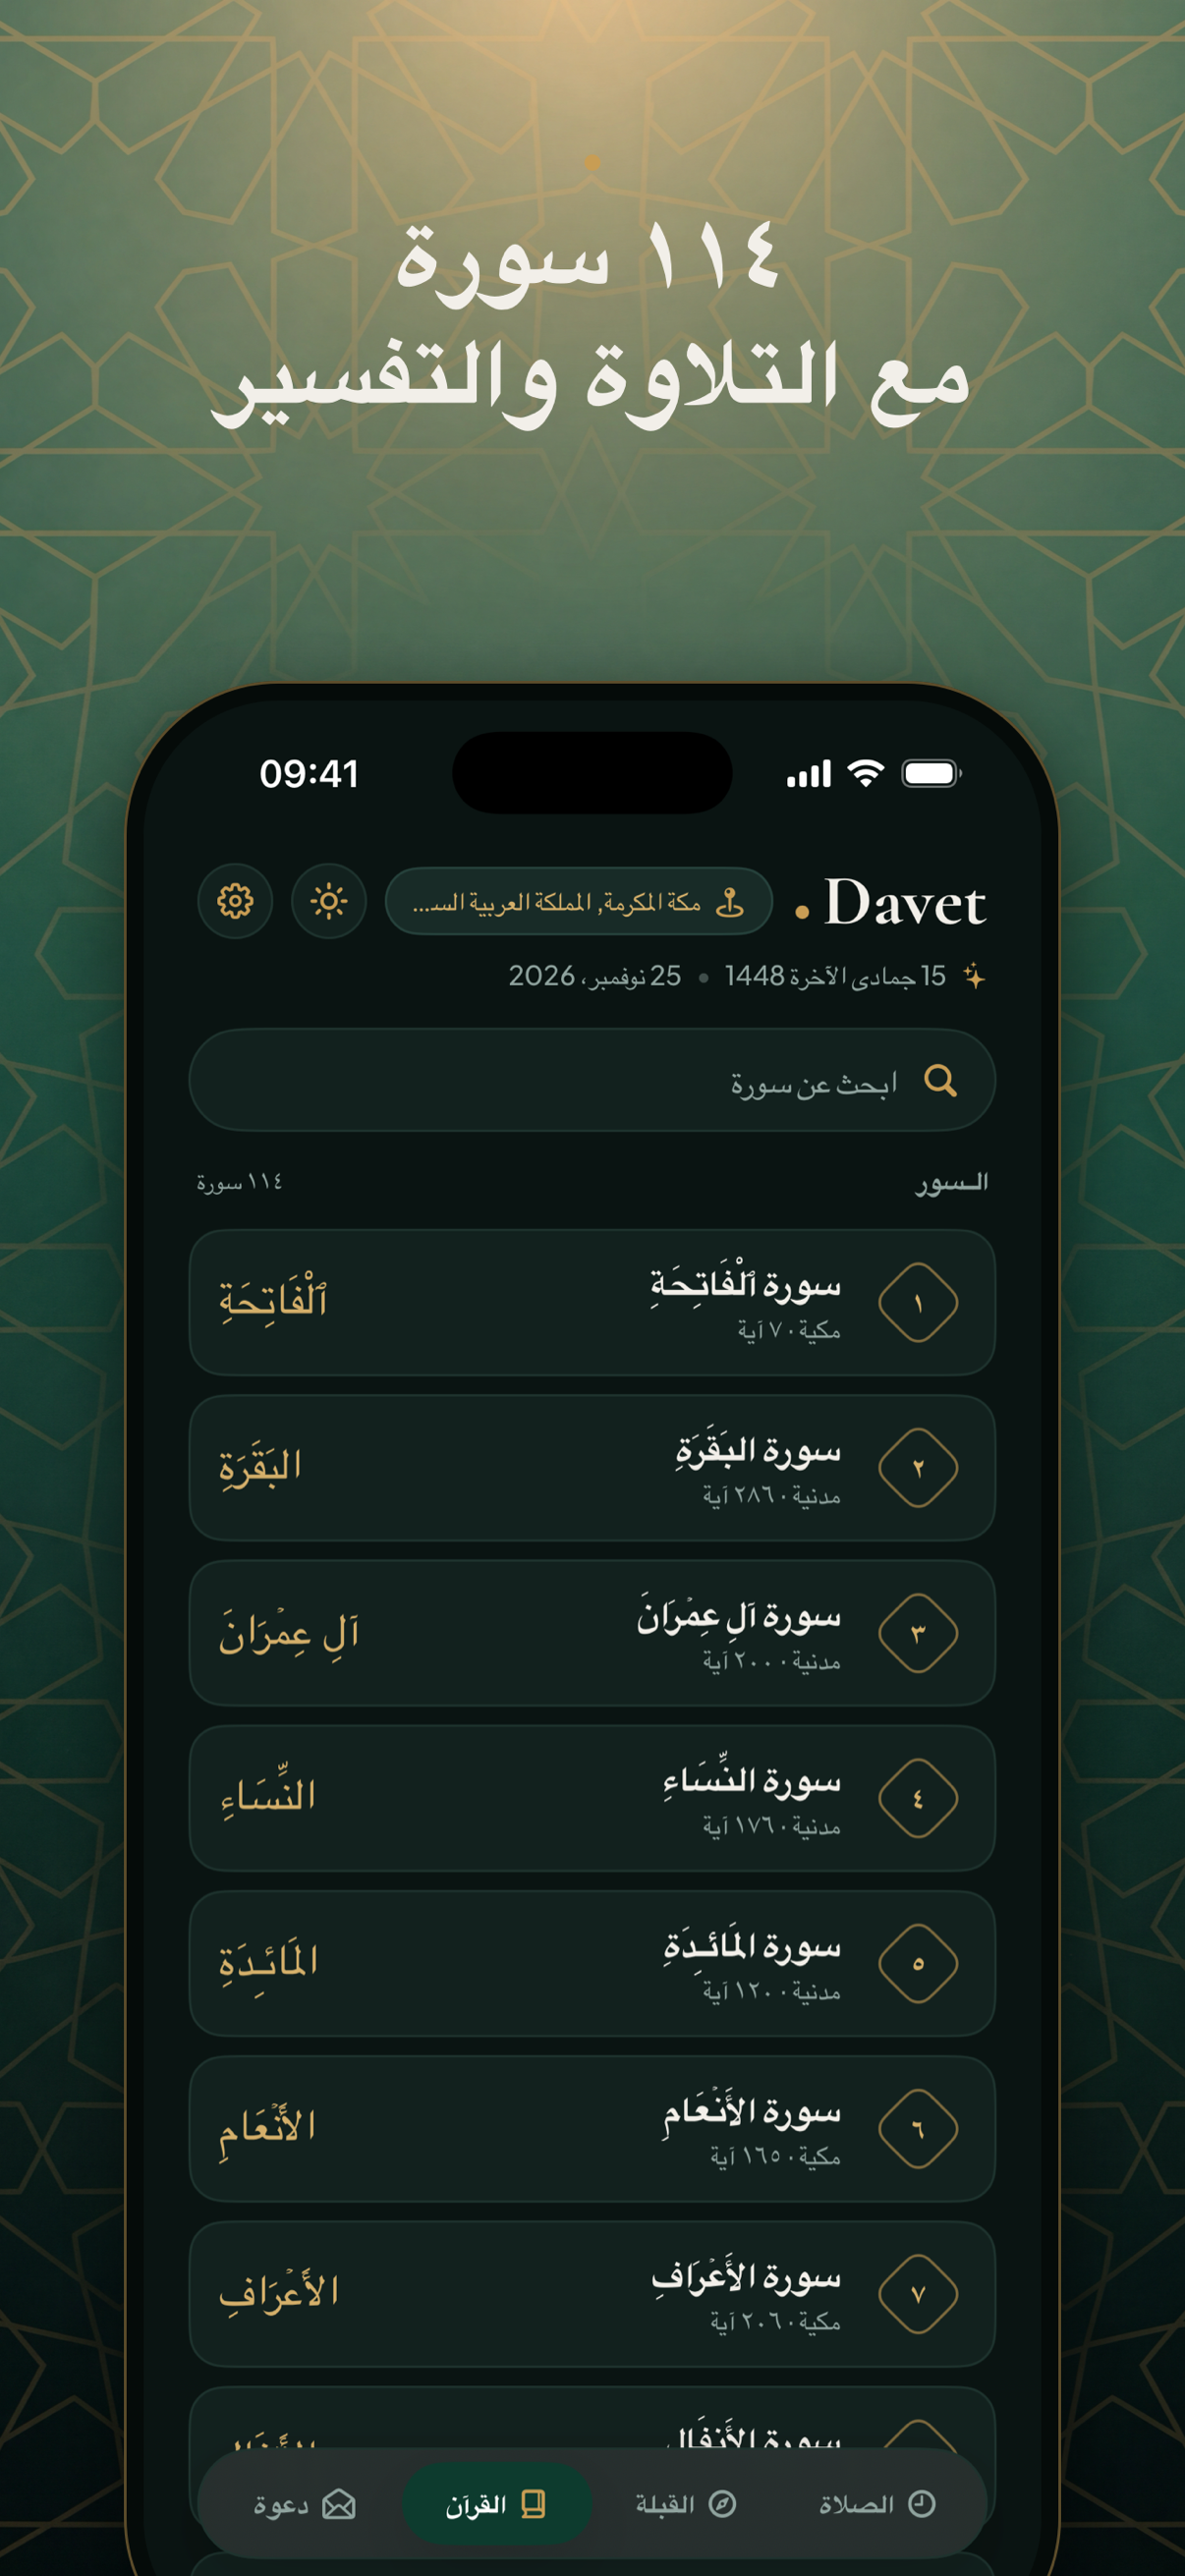 ١١٤ سورة
مع التلاوة والتفسير
09:41
Davet
مكة المكرمة, المملكة العربية السـ...
15 جمادى الآخرة 1448 • 25 نوفمبر، 2026
ابحث عن سورة
السور
١١٤ سورة
١
سورة ٱلْفَاتِحَةِ
ٱلْفَاتِحَةِ
مكية · ٧ آية
٢
سورة البَقَرَةِ
البَقَرَةِ
مدنية · ٢٨٦ آية
٣
سورة آلِ عِمۡرَانَ
آلِ عِمۡرَانَ
مدنية · ٢٠٠ آية
٤
سورة النِّسَاءِ
النِّسَاءِ
مدنية · ١٧٦ آية
٥
سورة المَائـِدَةِ
المَائـِدَةِ
مدنية · ١٢٠ آية
٦
سورة الأَنۡعَامِ
الأَنۡعَامِ
مكية · ١٦٥ آية
٧
سورة الأَعۡرَافِ
الأَعۡرَافِ
مكية · ٢٠٦ آية
سورة الأَنفَالِ
الصلاة
القبلة
القرآن
دعوة